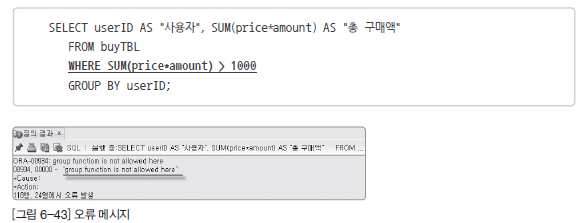 SELECT userID AS "사용자", SUM(price*amount) AS "총 구매액"
FROM buyTBL
WHERE SUM(price*amount) > 1000
GROUP BY userID;
질의 결과 ×
SQL | 실행 중:SELECT userID AS "사용자", SUM(price*amount) AS "총 구매액" FROM ...
ORA-00934: group function is not allowed here
00934, 00000 - "group function is not allowed here"
*Cause:
*Action:
118행, 24열에서 오류 발생
[그림 6-43] 오류 메시지